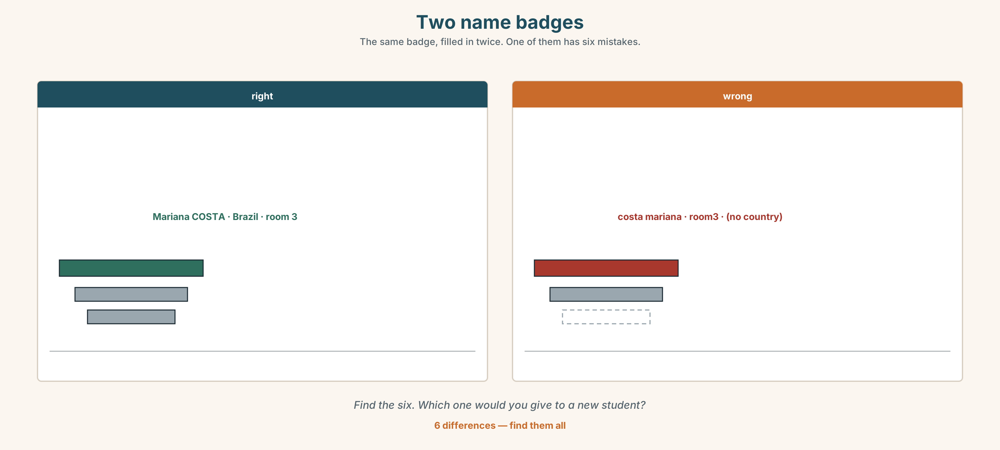 Two name badges
The same badge, filled in twice. One of them has six mistakes.
right
Mariana COSTA · Brazil · room 3
wrong
costa mariana · room3 · (no country)
Find the six. Which one would you give to a new student?
6 differences — find them all